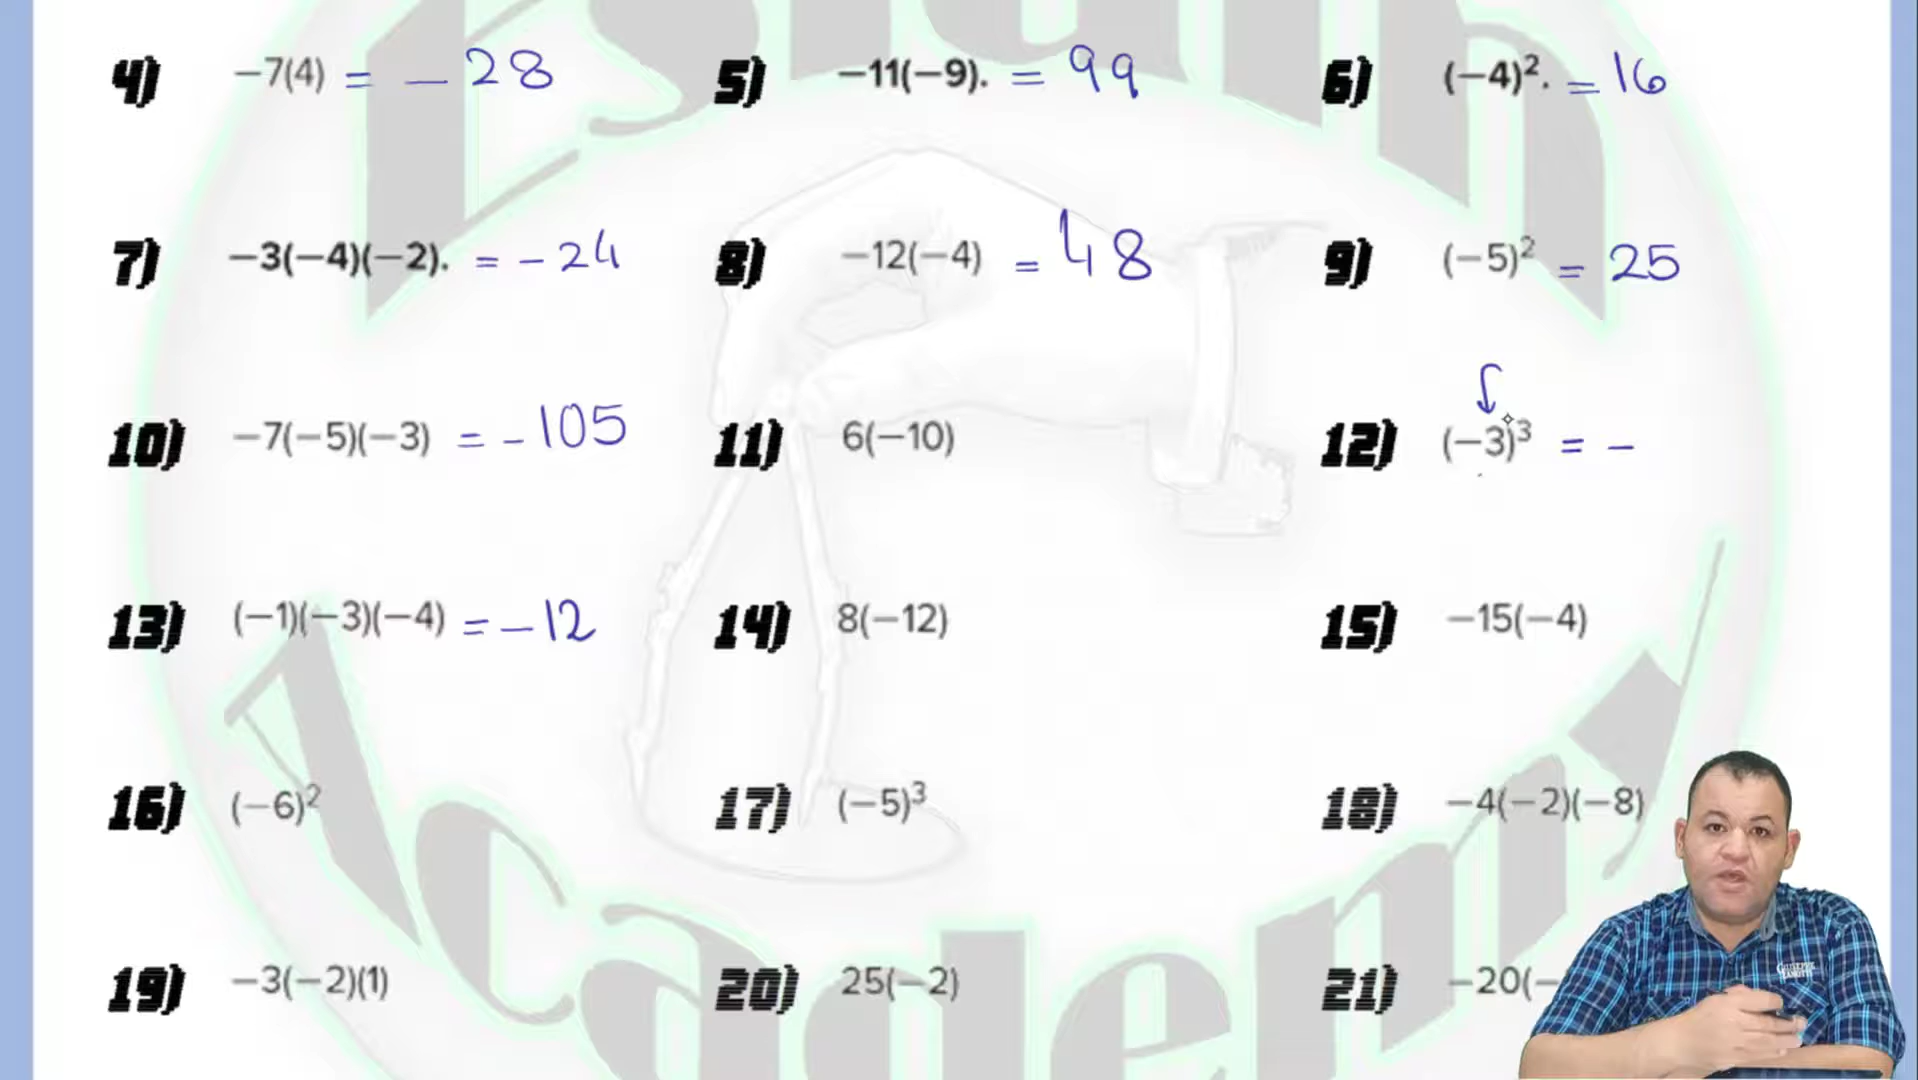 4) −7(4) = − 28 5) −11(−9). = 99 6) (−4)². = 16
7) −3(−4)(−2). = − 24 8) −12(−4) = 48 9) (−5)² = 25
10) −7(−5)(−3) = − 105 11) 6(−10) 12) (−3)³ = −
13) (−1)(−3)(−4) = − 12 14) 8(−12) 15) −15(−4)
16) (−6)² 17) (−5)³ 18) −4(−2)(−8)
19) −3(−2)(1) 20) 25(−2) 21) −20(−
Academy
GIUSEPPE
ZANOTTI